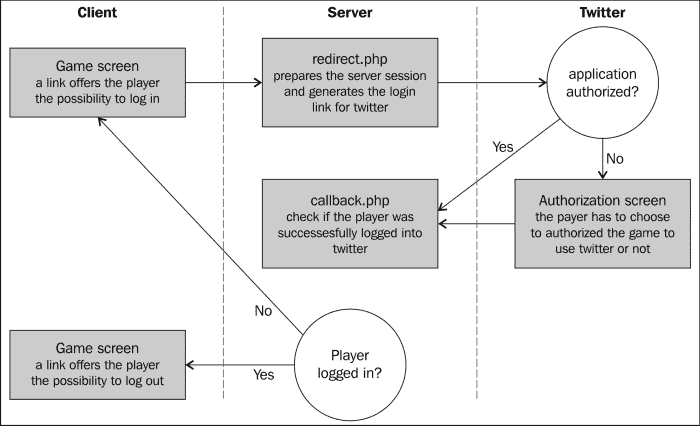 Client
Server
Twitter
Game screen
a link offers the player
the possibility to log in
redirect.php
prepares the server session
and generates the login
link for twitter
application
authorized?
Yes
No
callback.php
check if the player was
successesfully logged into
twitter
Authorization screen
the payer has to choose
to authorized the game to
use twitter or not
No
Game screen
a link offers the player
the possibility to log out
Yes
Player
logged in?